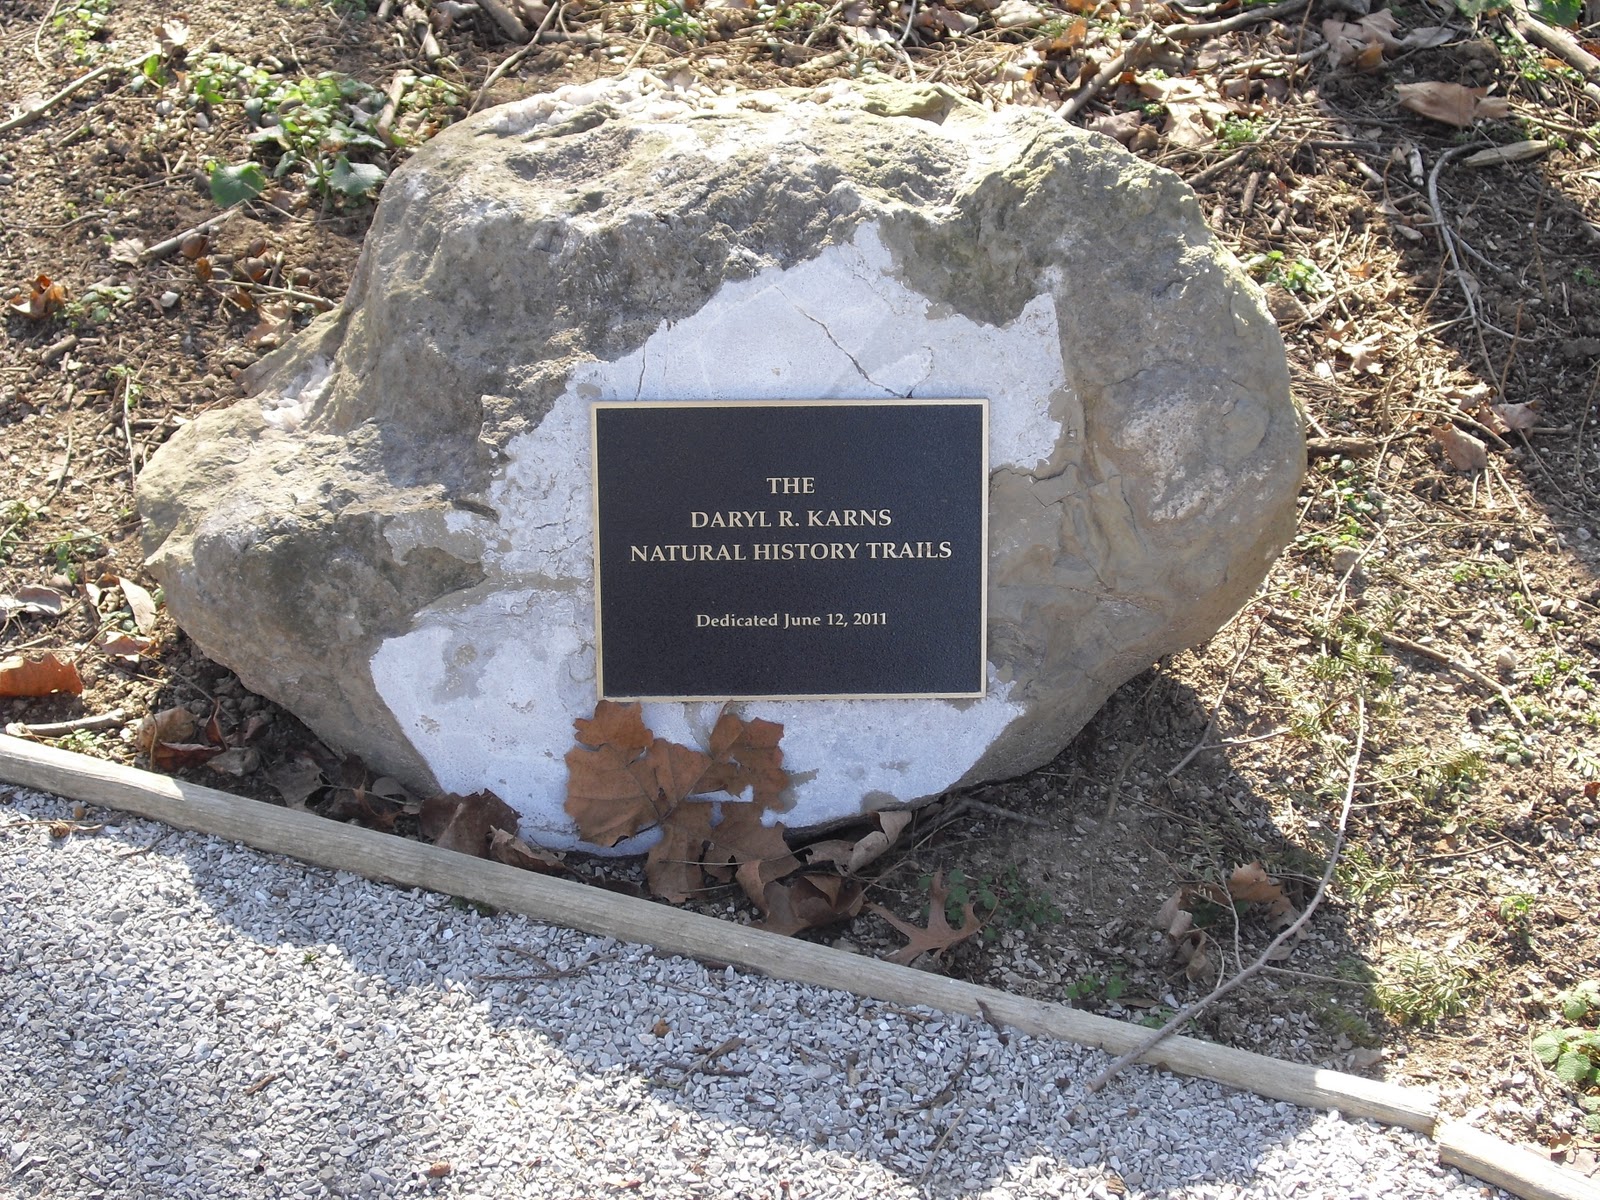 THE
DARYL R. KARNS
NATURAL HISTORY TRAILS
Dedicated June 12, 2011